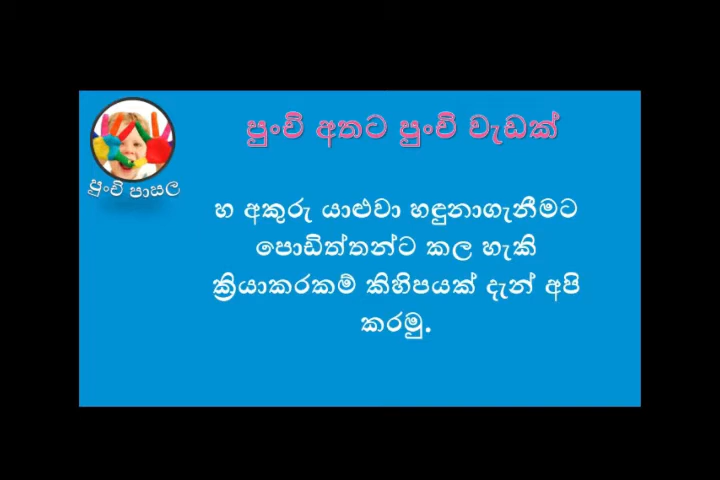 පුංචි අතට පුංචි වැඩක්
පුංචි පාසල
හ අකුරු යාළුවා හඳුනාගැනීමට
පොඩිත්තන්ට කල හැකි
ක්‍රියාකරකම් කිහිපයක් දැන් අපි
කරමු.